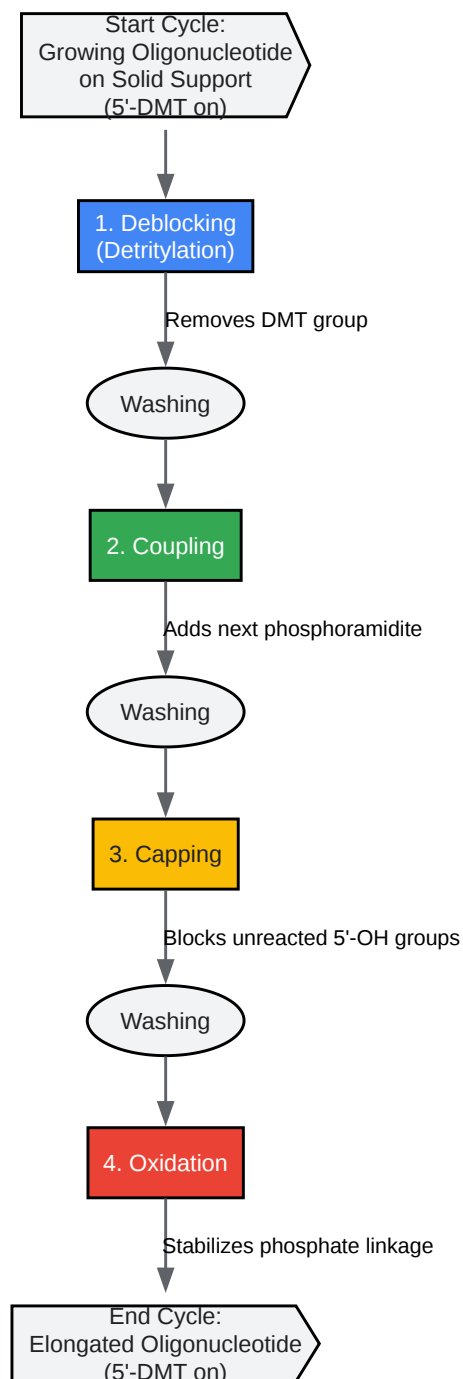 Start Cycle:
Growing Oligonucleotide
on Solid Support
(5'-DMT on)
1. Deblocking
(Detritylation)
Removes DMT group
Washing
2. Coupling
Adds next phosphoramidite
Washing
3. Capping
Blocks unreacted 5'-OH groups
Washing
4. Oxidation
Stabilizes phosphate linkage
End Cycle:
Elongated Oligonucleotide
(5'-DMT on)